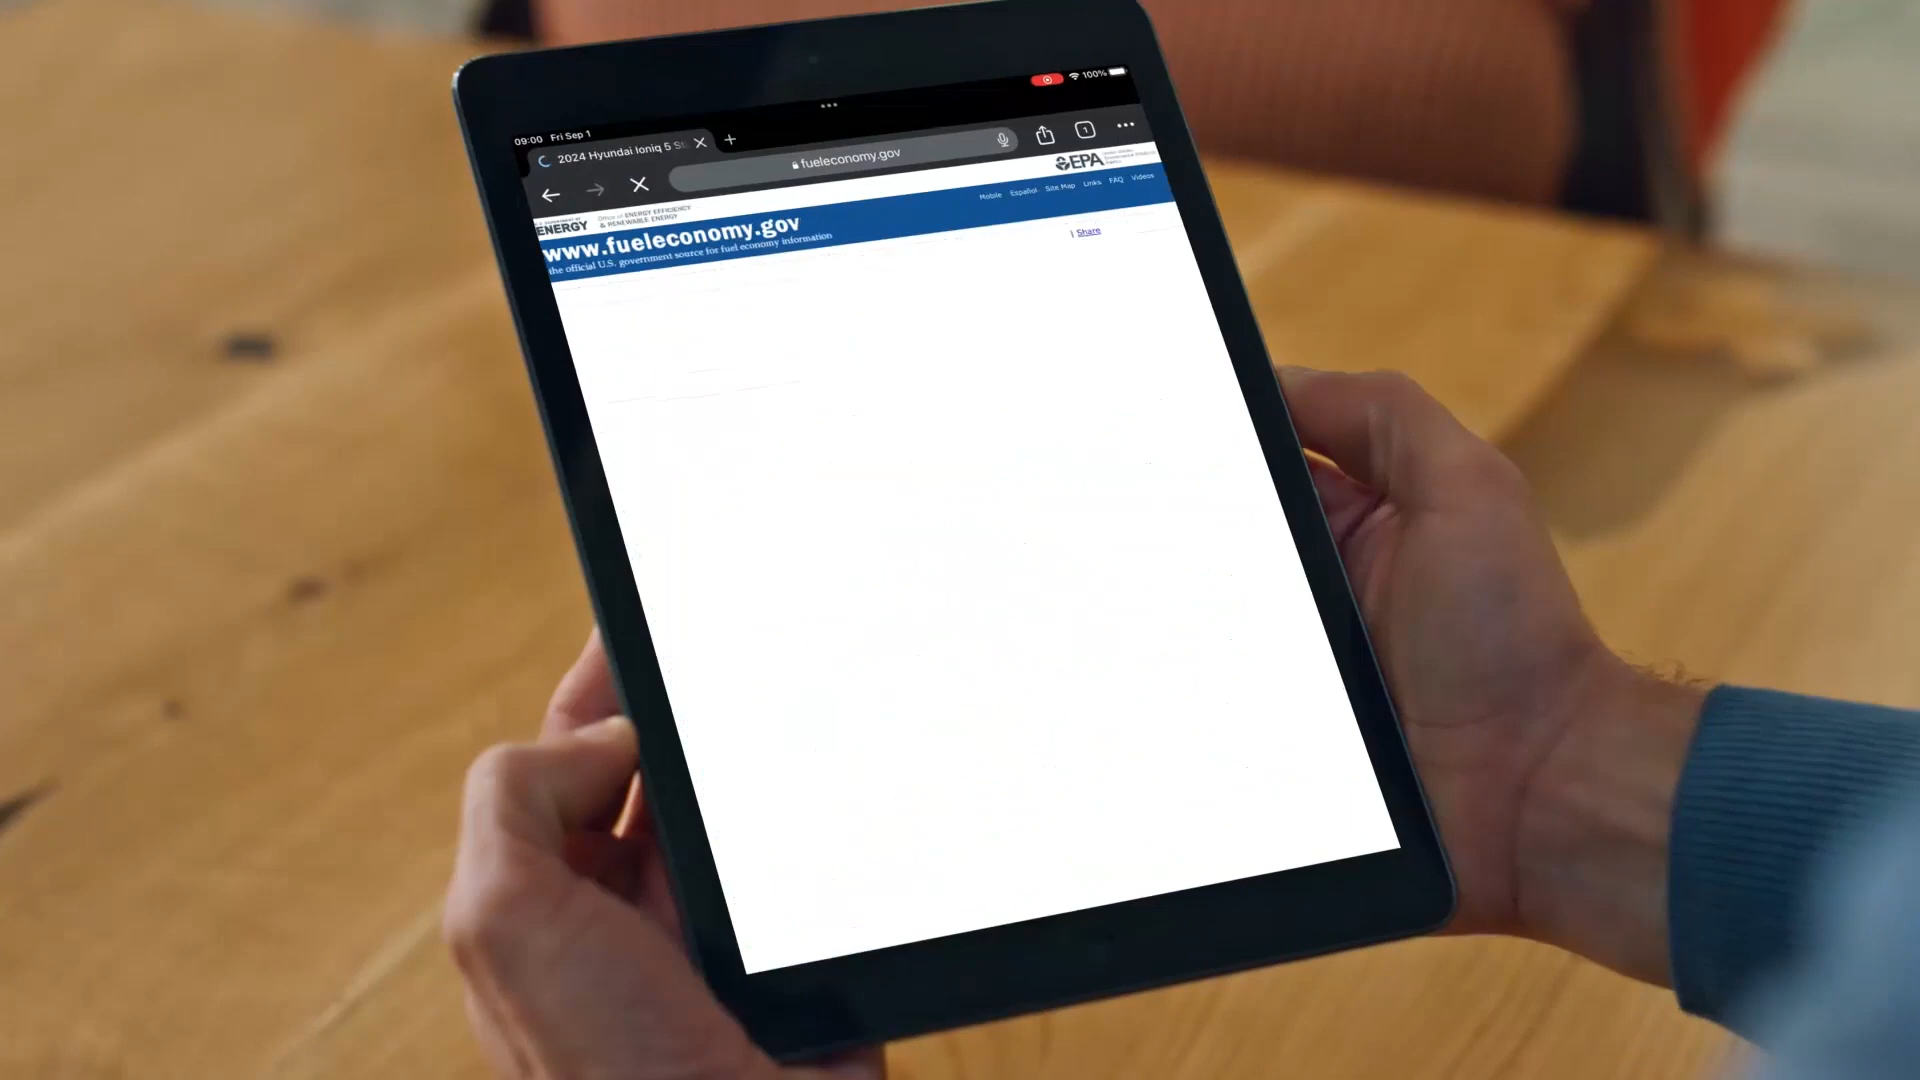 09:00 Fri Sep 1
100%
2024 Hyundai Ioniq 5 St
1
fueleconomy.gov
EPA
ENERGY
Office of ENERGY EFFICIENCY
& RENEWABLE ENERGY
Mobile Español Site Map Links FAQ Videos
www.fueleconomy.gov
the official U.S. government source for fuel economy information
| Share